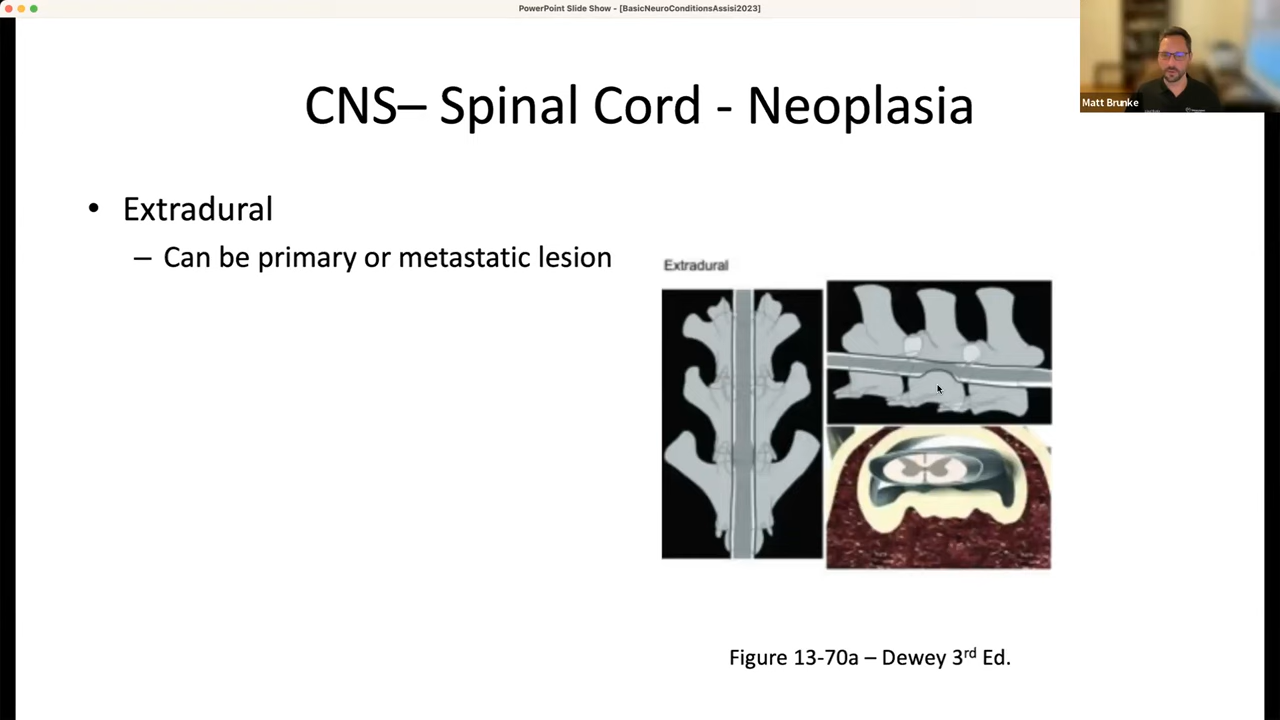 PowerPoint Slide Show - [BasicNeuroConditionsAssisi2023]
Matt Brunke
CNS– Spinal Cord - Neoplasia
• Extradural
– Can be primary or metastatic lesion
Extradural
Figure 13-70a – Dewey 3rd Ed.